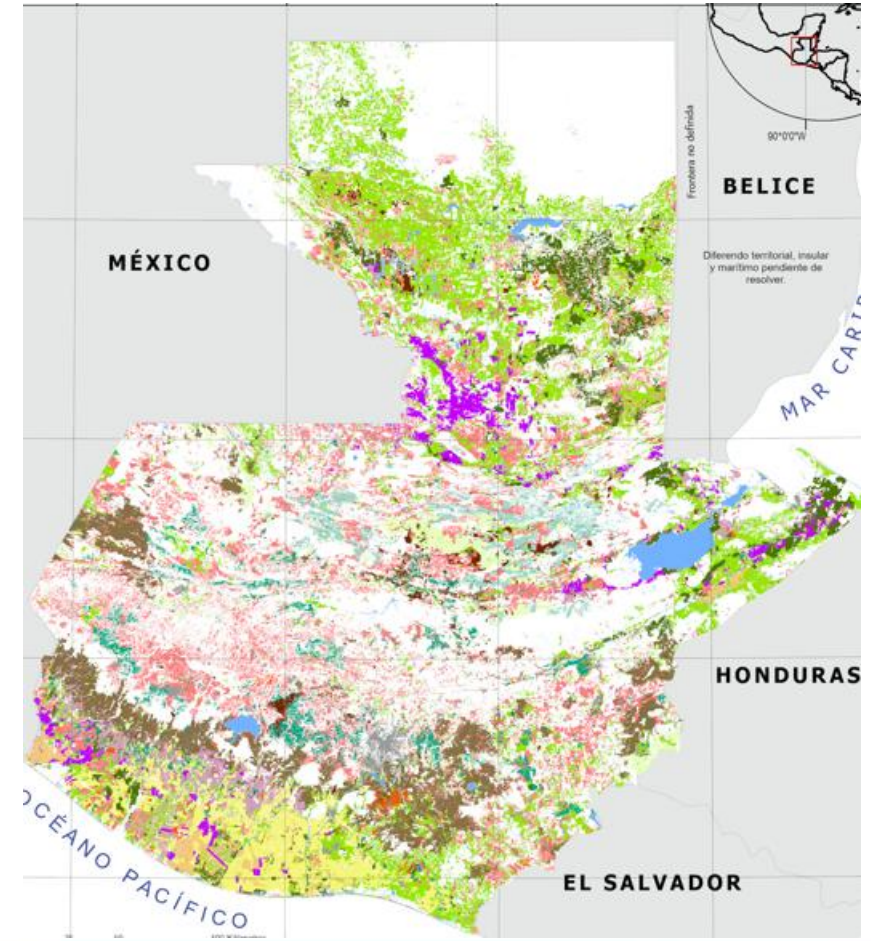 90°0'0"W
Frontera no definida
BELICE
MÉXICO
Diferendo territorial, insular
y marítimo pendiente de
resolver.
MAR CARIB
HONDURAS
OCÉANO PACÍFICO
EL SALVADOR